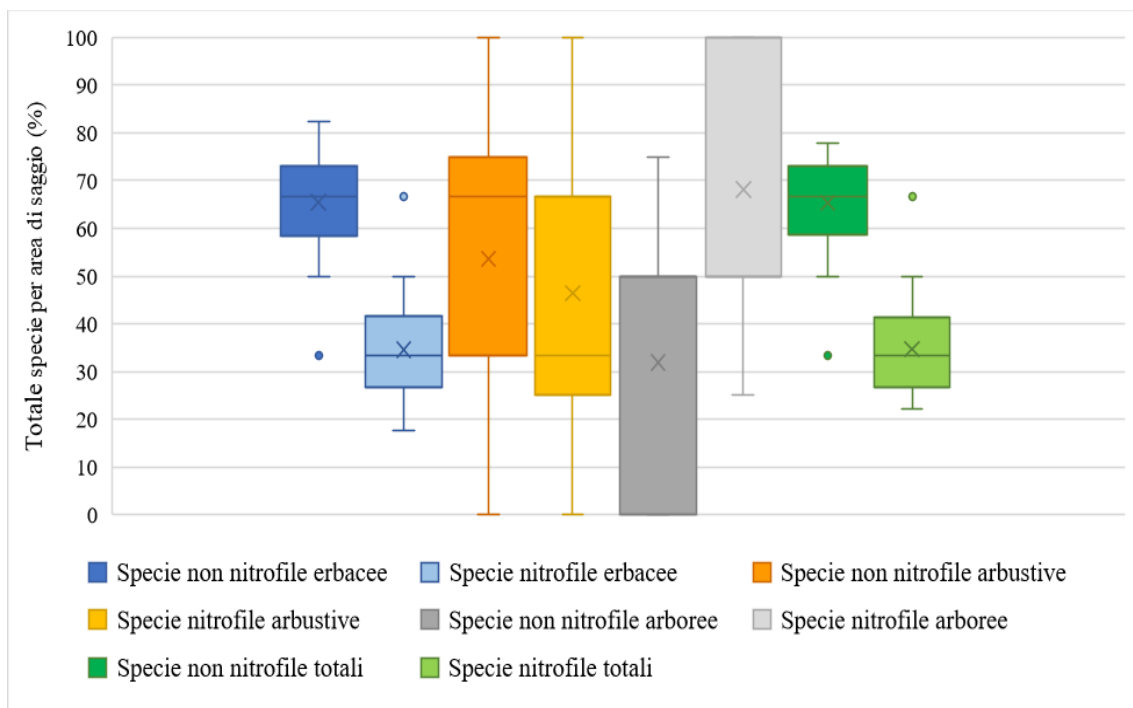 Totale specie per area di saggio (%)
100
90
80
70
60
50
40
30
20
10
0
Specie non nitrofile erbacee
Specie nitrofile erbacee
Specie non nitrofile arbustive
Specie nitrofile arbustive
Specie non nitrofile arboree
Specie nitrofile arboree
Specie non nitrofile totali
Specie nitrofile totali